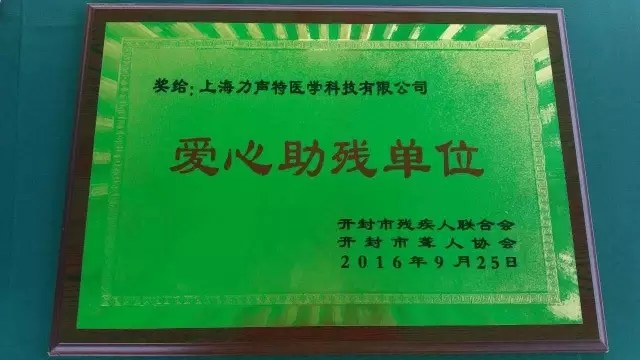 奖给：上海力声特医学科技有限公司
爱心助残单位
开封市残疾人联合会
开封市聋人协会
2016年9月25日